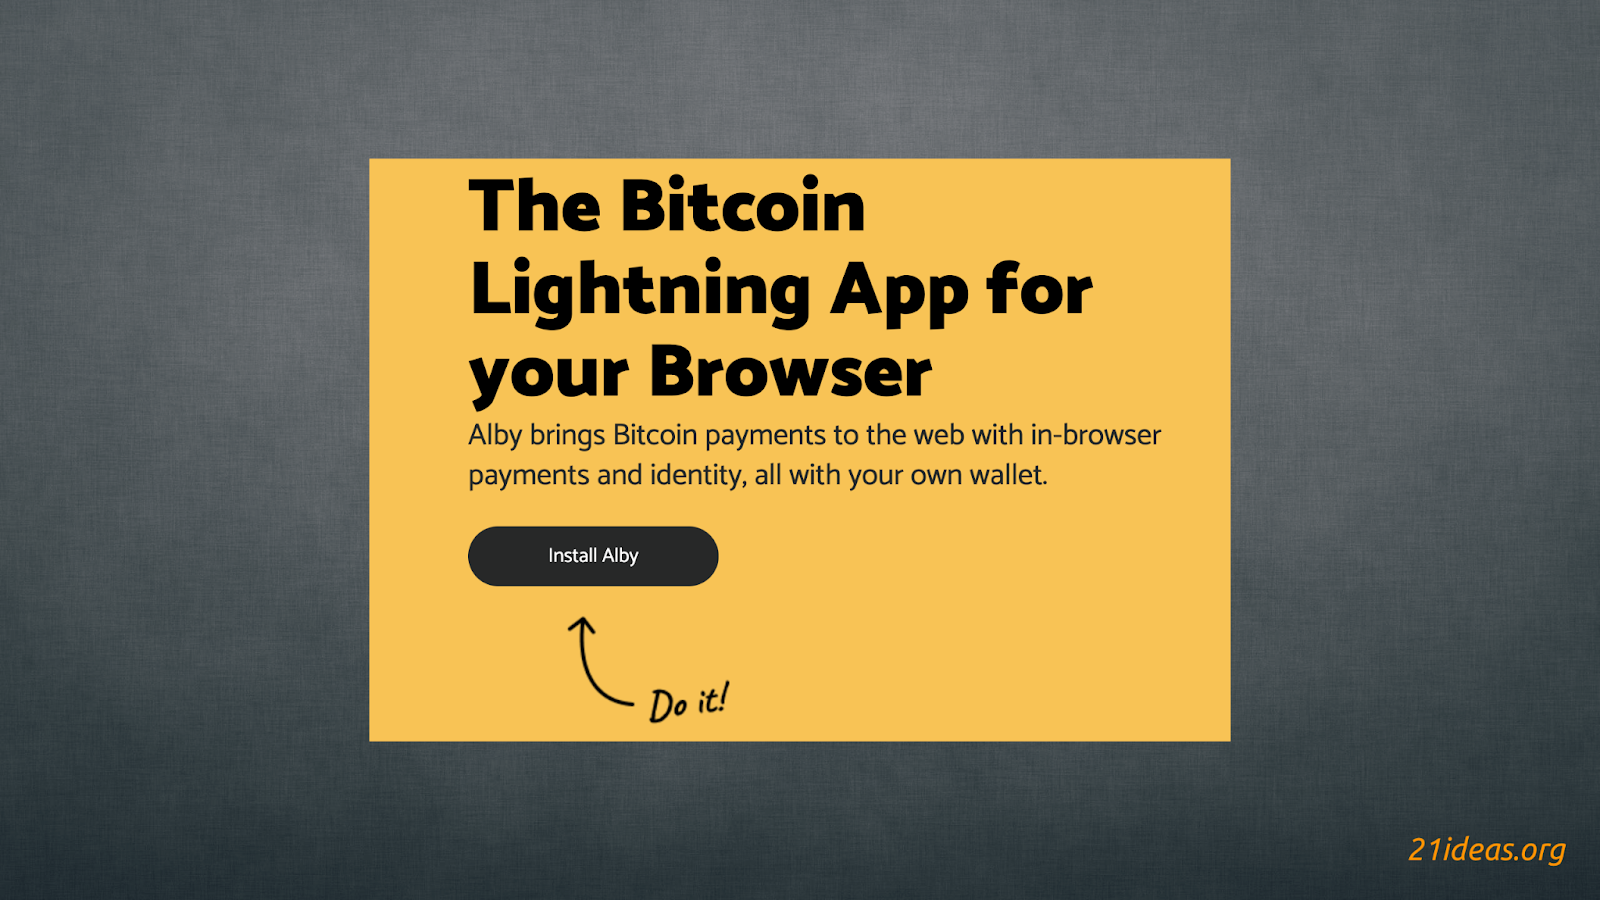 The Bitcoin
Lightning App for
your Browser
Alby brings Bitcoin payments to the web with in-browser
payments and identity, all with your own wallet.
Install Alby
Do it!
21ideas.org